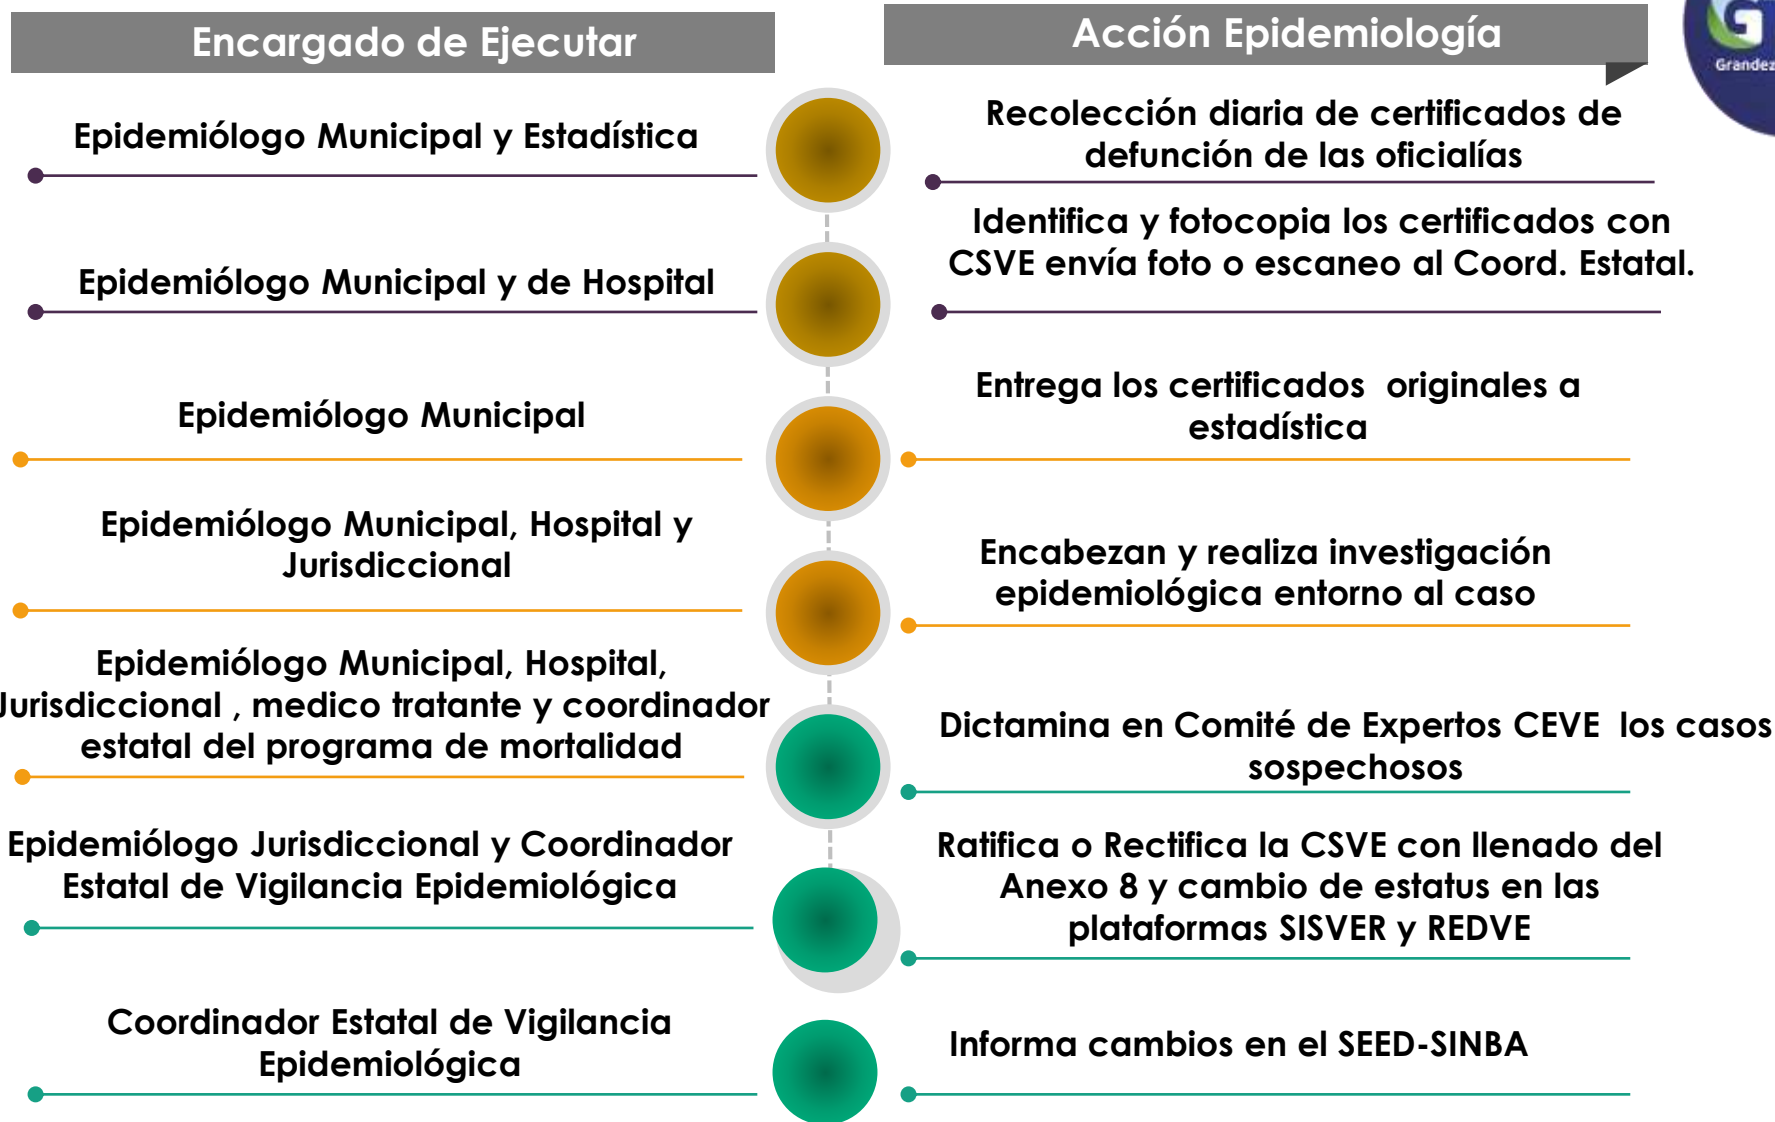 Encargado de Ejecutar
Acción Epidemiología
G
Grandez
Epidemiólogo Municipal y Estadística
Recolección diaria de certificados de
defunción de las oficialías
Epidemiólogo Municipal y de Hospital
Identifica y fotocopia los certificados con
CSVE envía foto o escaneo al Coord. Estatal.
Epidemiólogo Municipal
Entrega los certificados  originales a
estadística
Epidemiólogo Municipal, Hospital y
Jurisdiccional
Encabezan y realiza investigación
epidemiológica entorno al caso
Epidemiólogo Municipal, Hospital,
Jurisdiccional , medico tratante y coordinador
estatal del programa de mortalidad
Dictamina en Comité de Expertos CEVE  los casos
sospechosos
Epidemiólogo Jurisdiccional y Coordinador
Estatal de Vigilancia Epidemiológica
Ratifica o Rectifica la CSVE con llenado del
Anexo 8 y cambio de estatus en las
plataformas SISVER y REDVE
Coordinador Estatal de Vigilancia
Epidemiológica
Informa cambios en el SEED-SINBA